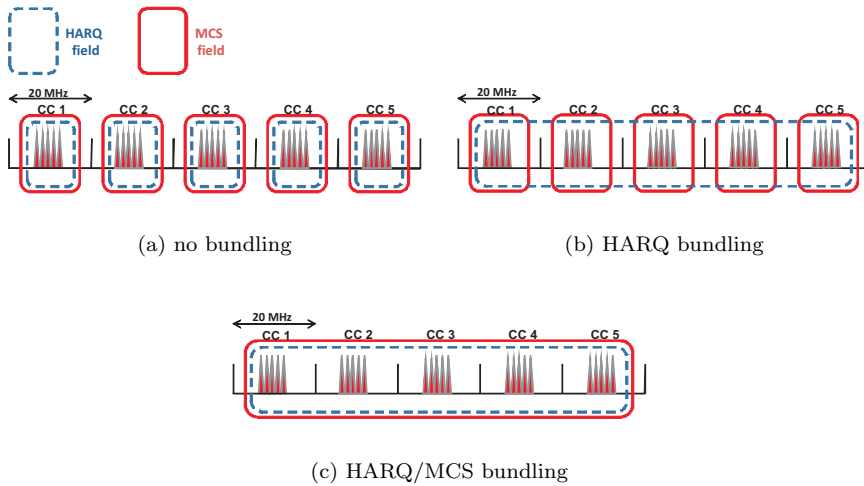 HARQ field
MCS field
20 MHz
CC 1 CC 2 CC 3 CC 4 CC 5
(a) no bundling
20 MHz
CC 1 CC 2 CC 3 CC 4 CC 5
(b) HARQ bundling
20 MHz
CC 1 CC 2 CC 3 CC 4 CC 5
(c) HARQ/MCS bundling